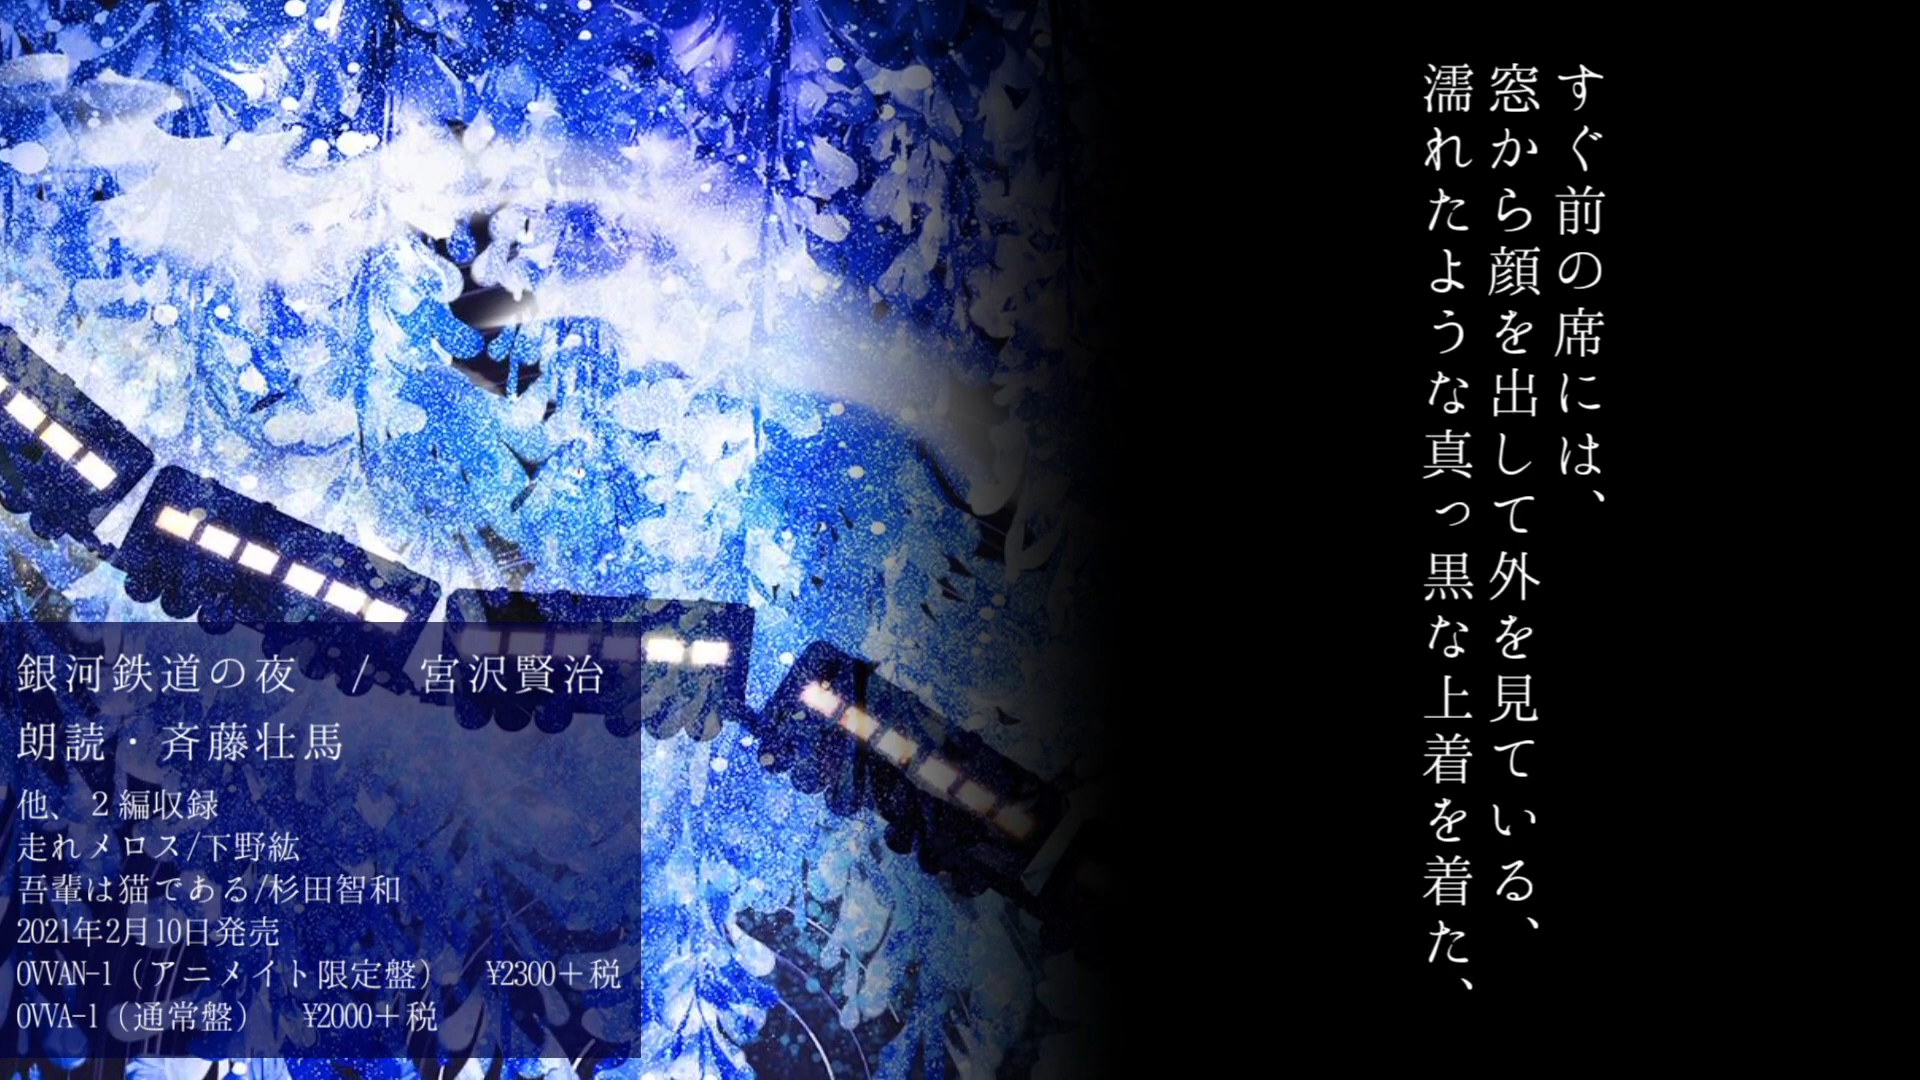 すぐ前の席には、
窓から顔を出して外を見ている、
濡れたような真っ黒な上着を着た、
銀河鉄道の夜　/　宮沢賢治
朗読・斉藤壮馬
他、２編収録
走れメロス/下野紘
吾輩は猫である/杉田智和
2021年2月10日発売
OVVAN-1（アニメイト限定盤）　¥2300＋税
OVVA-1（通常盤）　¥2000＋税